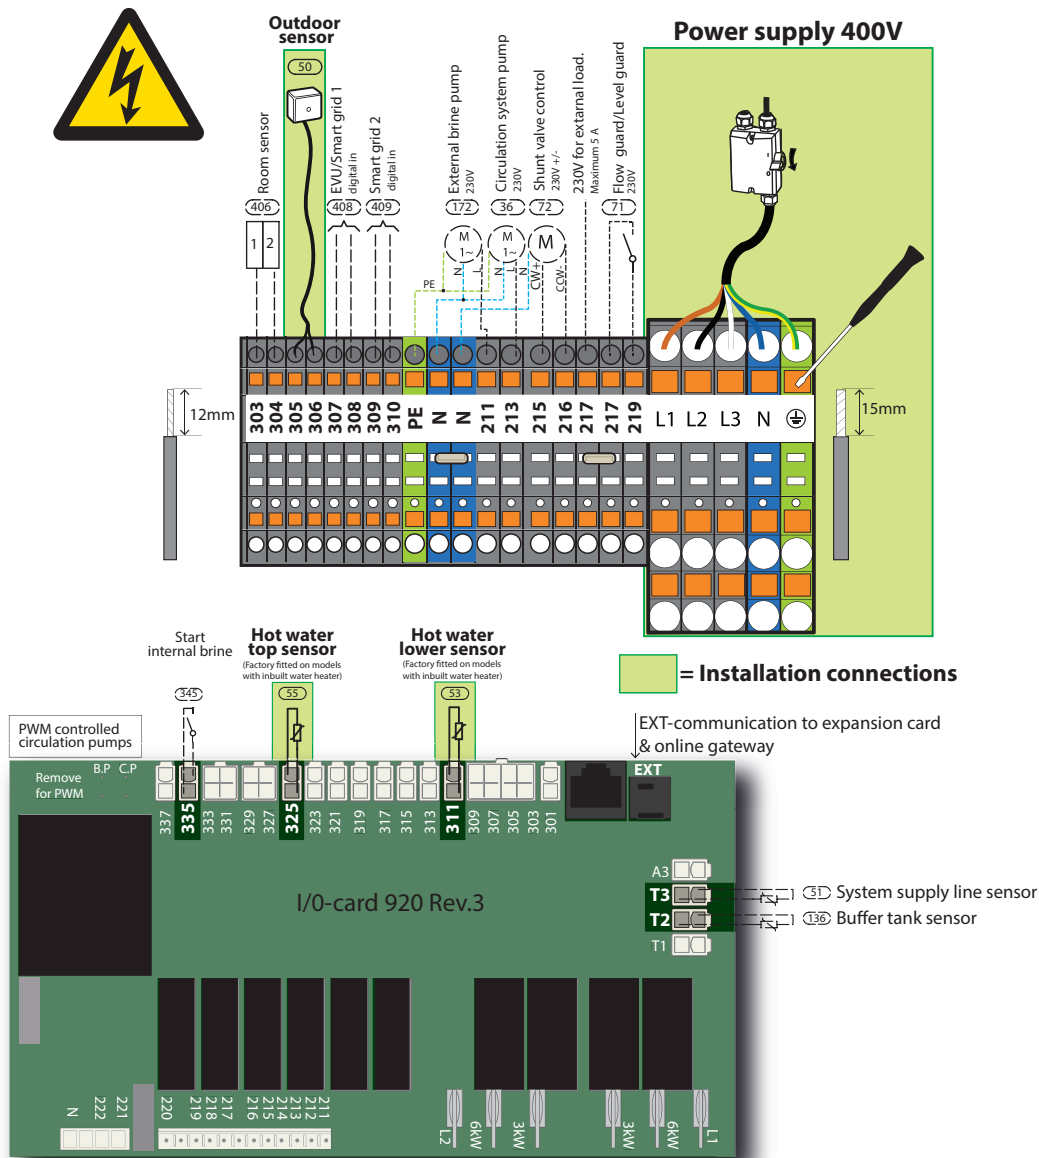 Outdoor
sensor
Power supply 400V
50
Room sensor
406
1 2
EVU/Smart grid 1
digital in
408
Smart grid 2
digital in
409
External brine pump
230V
172
M
1~
Circulation system pump
230V
36
M
1~
Shunt valve control
230V +/-
72
M
230V for extarnal load.
Maximum 5 A
Flow guard/Level guard
230V
71
PE
N
L
N
L
N
CW+
CCW-
12mm
303 304 305 306 307 308 309 310 PE N N 211 213 215 216 217 217 219 L1 L2 L3 N
15mm
Start
internal brine
345
Hot water
top sensor
(Factory fitted on models
with inbuilt water heater)
55
Hot water
lower sensor
(Factory fitted on models
with inbuilt water heater)
53
= Installation connections
PWM controlled
circulation pumps
EXT-communication to expansion card
& online gateway
Remove
for PWM
B.P C.P
EXT
337 335 333 331 329 327 325 323 321 319 317 315 313 311 309 307 305 303 301
I/0-card 920 Rev.3
A3
T3
51 System supply line sensor
T2
136 Buffer tank sensor
T1
N 222 221 220 219 218 217 216 215 214 213 212 211
L2 6kW 3kW 3kW 6kW L1